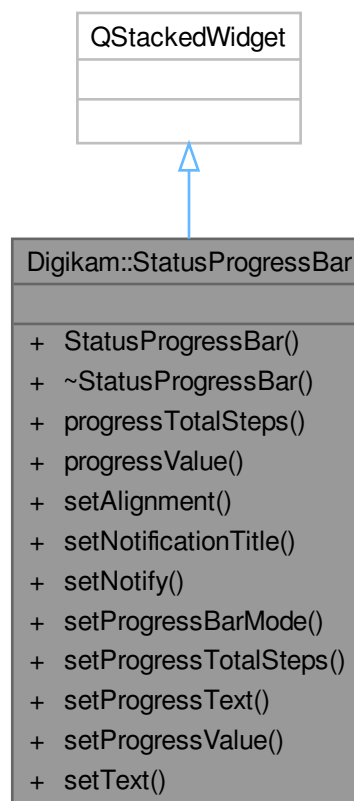 QStackedWidget
Digikam::StatusProgressBar
+ StatusProgressBar()
+ ~StatusProgressBar()
+ progressTotalSteps()
+ progressValue()
+ setAlignment()
+ setNotificationTitle()
+ setNotify()
+ setProgressBarMode()
+ setProgressTotalSteps()
+ setProgressText()
+ setProgressValue()
+ setText()